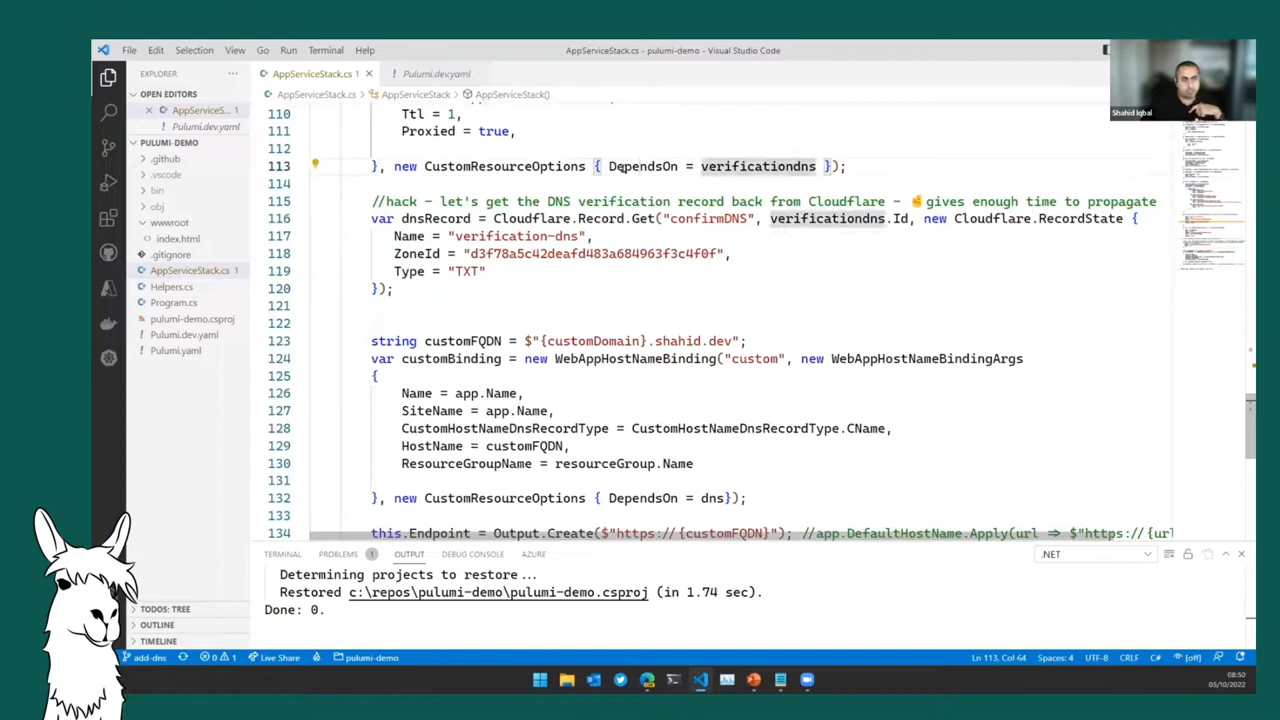 File Edit Selection View Go Run Terminal Help
AppServiceStack.cs - pulumi-demo - Visual Studio Code
Shahid Iqbal
EXPLORER
OPEN EDITORS
AppServiceS... 1
Pulumi.dev.yaml
PULUMI-DEMO
.github
.vscode
bin
obj
wwwroot
index.html
.gitignore
AppServiceStack.cs 1
Helpers.cs
Program.cs
pulumi-demo.csproj
Pulumi.dev.yaml
Pulumi.yaml
TODOS: TREE
OUTLINE
TIMELINE
AppServiceStack.cs 1
Pulumi.dev.yaml
AppServiceStack.cs > AppServiceStack > AppServiceStack()
110 Ttl = 1,
111 Proxied = true,
112
113 }, new CustomResourceOptions { DependsOn = verificationdns });
114
115 //hack - let's get the DNS Verification record back from Cloudflare - ☝gives enough time to propagate
116 var dnsRecord = Cloudflare.Record.Get("confirmDNS", verificationdns.Id, new Cloudflare.RecordState {
117 Name = "verification-dns",
118 ZoneId = "d3f78a5c42deafd483a684963f3c4f0f",
119 Type = "TXT"
120 });
121
122
123 string customFQDN = $"{customDomain}.shahid.dev";
124 var customBinding = new WebAppHostNameBinding("custom", new WebAppHostNameBindingArgs
125 {
126 Name = app.Name,
127 SiteName = app.Name,
128 CustomHostNameDnsRecordType = CustomHostNameDnsRecordType.CName,
129 HostName = customFQDN,
130 ResourceGroupName = resourceGroup.Name
131
132 }, new CustomResourceOptions { DependsOn = dns});
133
134 this.Endpoint = Output.Create($"https://{customFQDN}"); //app.DefaultHostName.Apply(url => $"https://{url
TERMINAL PROBLEMS 1 OUTPUT DEBUG CONSOLE AZURE
.NET
Determining projects to restore...
Restored c:\repos\pulumi-demo\pulumi-demo.csproj (in 1.74 sec).
Done: 0.
add-dns 0 1 Live Share pulumi-demo
Ln 113, Col 64 Spaces: 4 UTF-8 CRLF C# [off]
08:50
05/10/2022